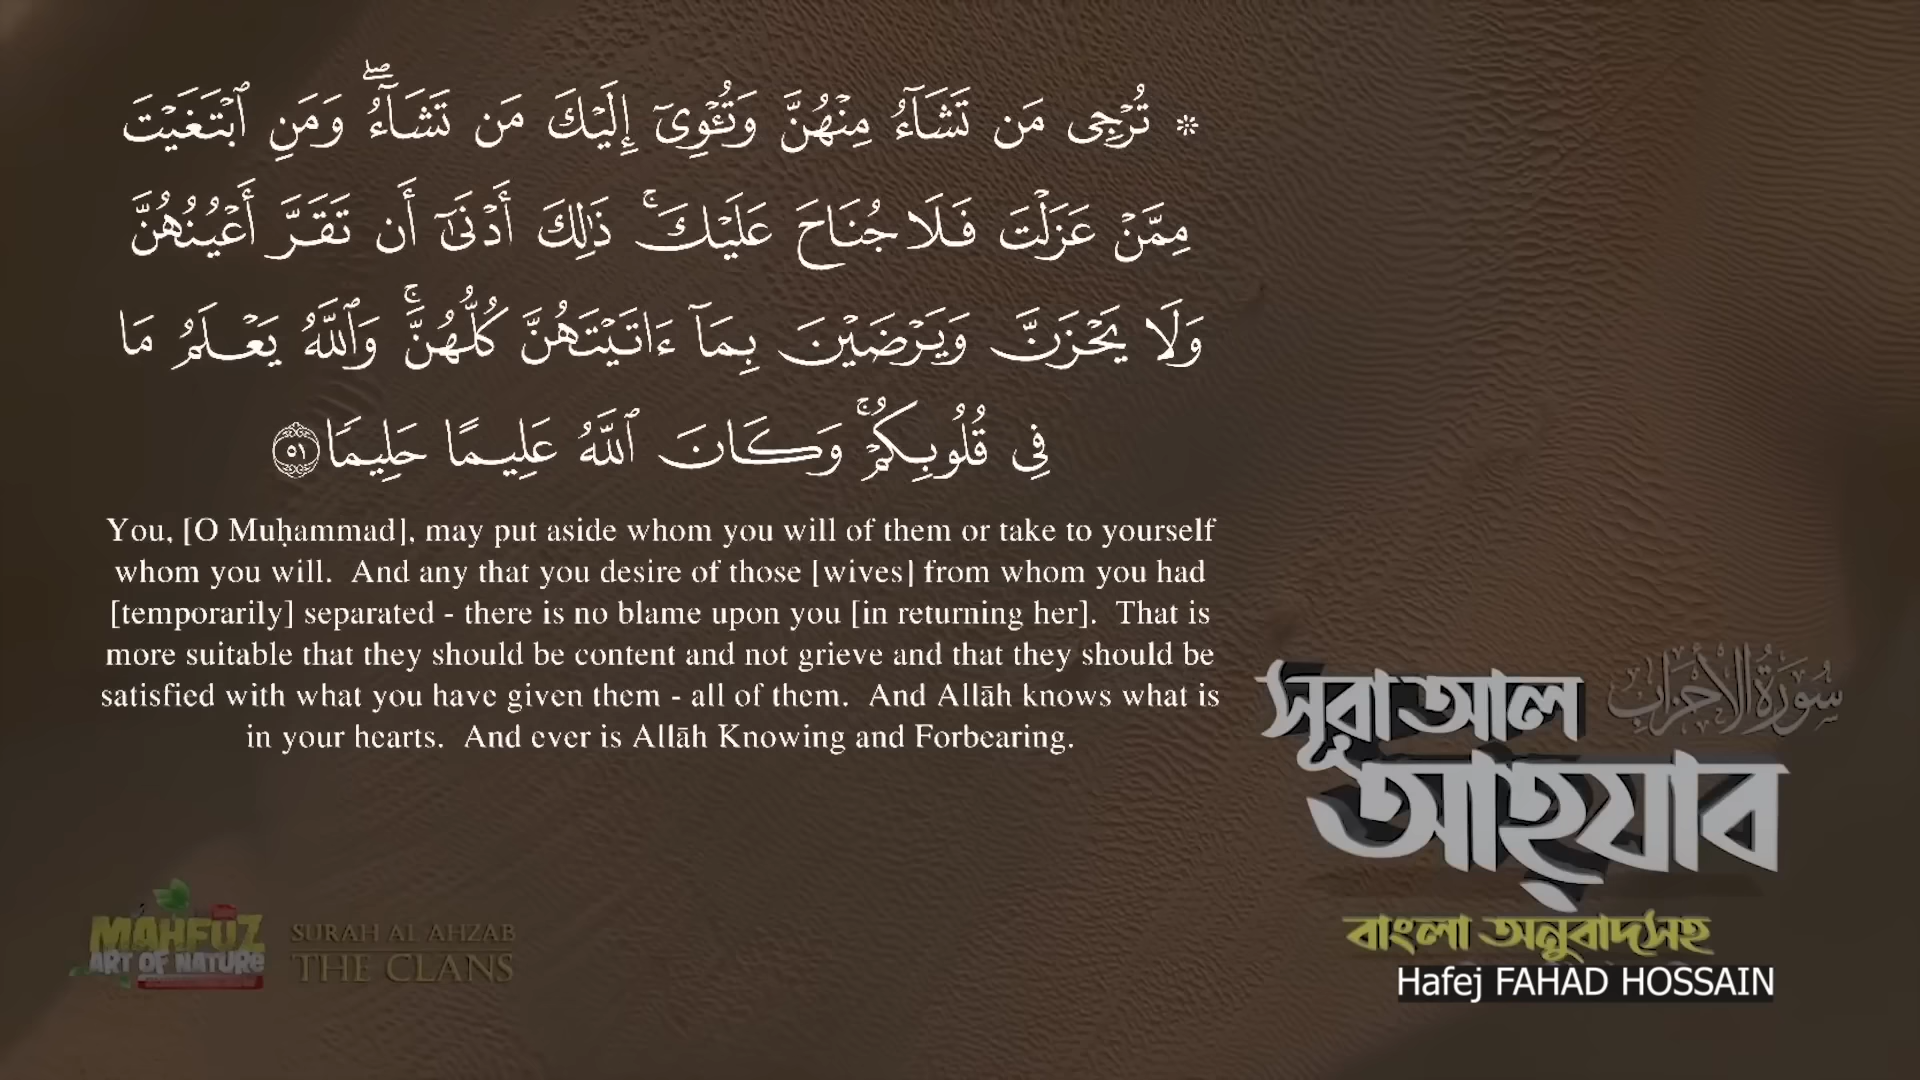 ۞ تُرْجِى مَن تَشَآءُ مِنْهُنَّ وَتُـْٔوِىٓ إِلَيْكَ مَن تَشَآءُ ۖ وَمَنِ ٱبْتَغَيْتَ
مِمَّنْ عَزَلْتَ فَلَا جُنَاحَ عَلَيْكَ ۚ ذَٰلِكَ أَدْنَىٰٓ أَن تَقَرَّ أَعْيُنُهُنَّ
وَلَا يَحْزَنَّ وَيَرْضَيْنَ بِمَآ ءَاتَيْتَهُنَّ كُلُّهُنَّ ۚ وَٱللَّهُ يَعْلَمُ مَا
فِى قُلُوبِكُمْ ۚ وَكَانَ ٱللَّهُ عَلِيمًا حَلِيمًا ٥١
You, [O Muḥammad], may put aside whom you will of them or take to yourself
whom you will. And any that you desire of those [wives] from whom you had
[temporarily] separated - there is no blame upon you [in returning her]. That is
more suitable that they should be content and not grieve and that they should be
satisfied with what you have given them - all of them. And Allāh knows what is
in your hearts. And ever is Allāh Knowing and Forbearing.
সূরা আল
سورة الأحزاب
আহ্যাব
বাংলা অনুবাদসহ
Hafej FAHAD HOSSAIN
MAHFUZ
ART OF NATURE
SURAH AL AHZAB
THE CLANS